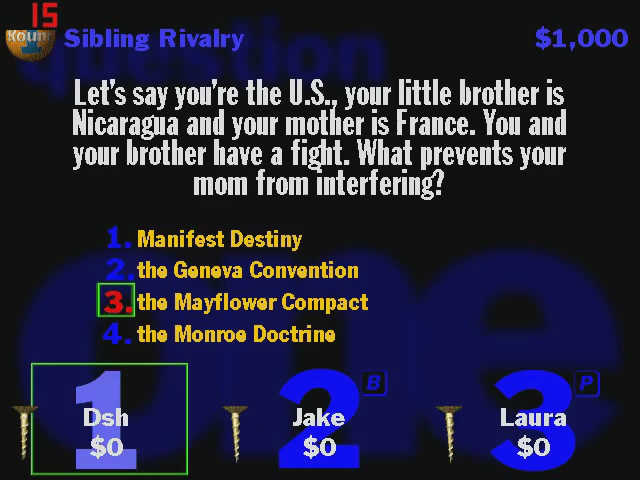 15
Round
1
Sibling Rivalry
$1,000
question
Let's say you're the U.S., your little brother is
Nicaragua and your mother is France. You and
your brother have a fight. What prevents your
mom from interfering?
1. Manifest Destiny
2. the Geneva Convention
3. the Mayflower Compact
4. the Monroe Doctrine
one
1
Dsh
$0
2
B
Jake
$0
3
P
Laura
$0